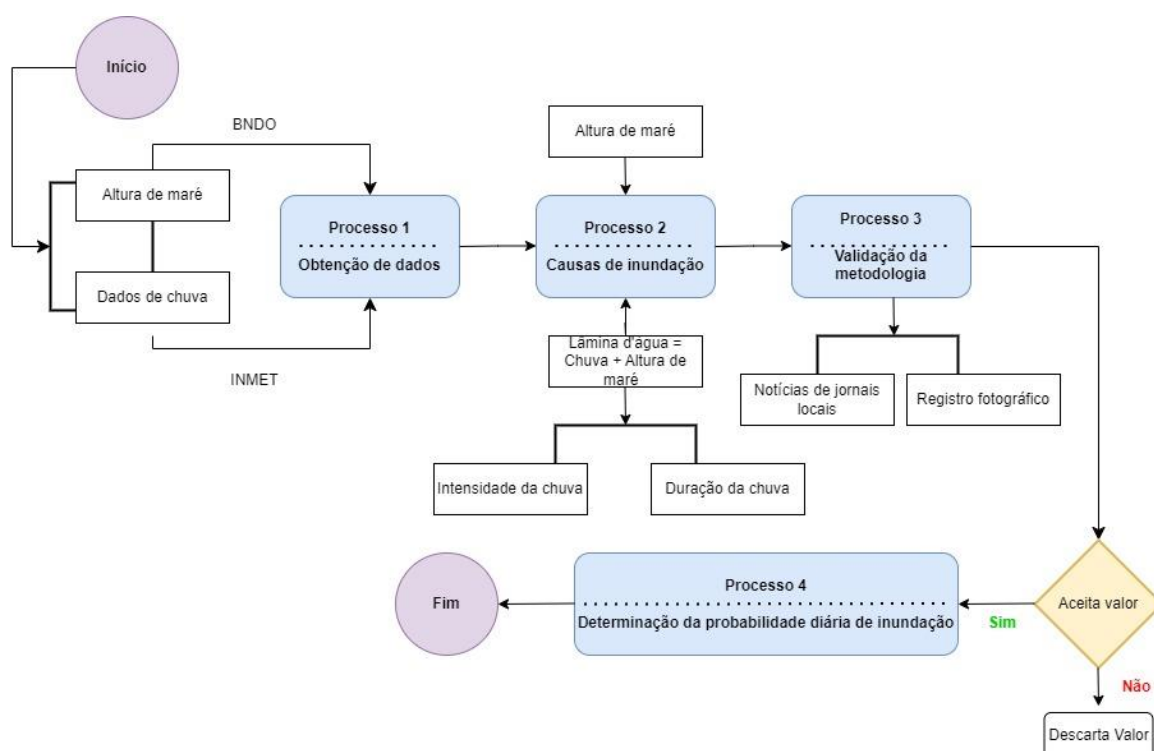 Início
BNDO
Altura de maré
Dados de chuva
INMET
Processo 1
Obtenção de dados
Altura de maré
Processo 2
Causas de inundação
Lâmina d'água =
Chuva + Altura de
maré
Intensidade da chuva
Duração da chuva
Processo 3
Validação da
metodologia
Notícias de jornais
locais
Registro fotográfico
Aceita valor
Sim
Não
Descarta Valor
Processo 4
Determinação da probabilidade diária de inundação
Fim